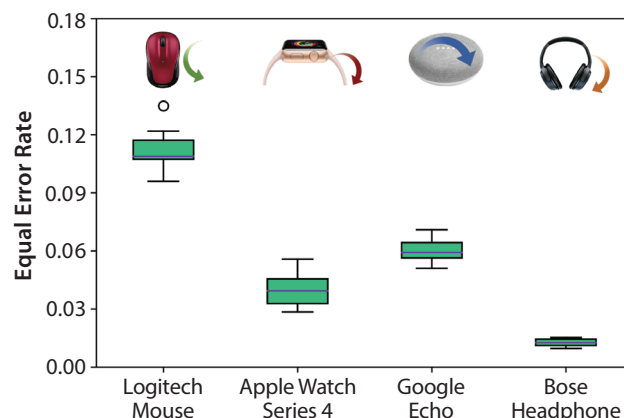 Equal Error Rate
0.18
0.15
0.12
0.09
0.06
0.03
0.00
Logitech
Mouse
Apple Watch
Series 4
Google
Echo
Bose
Headphone